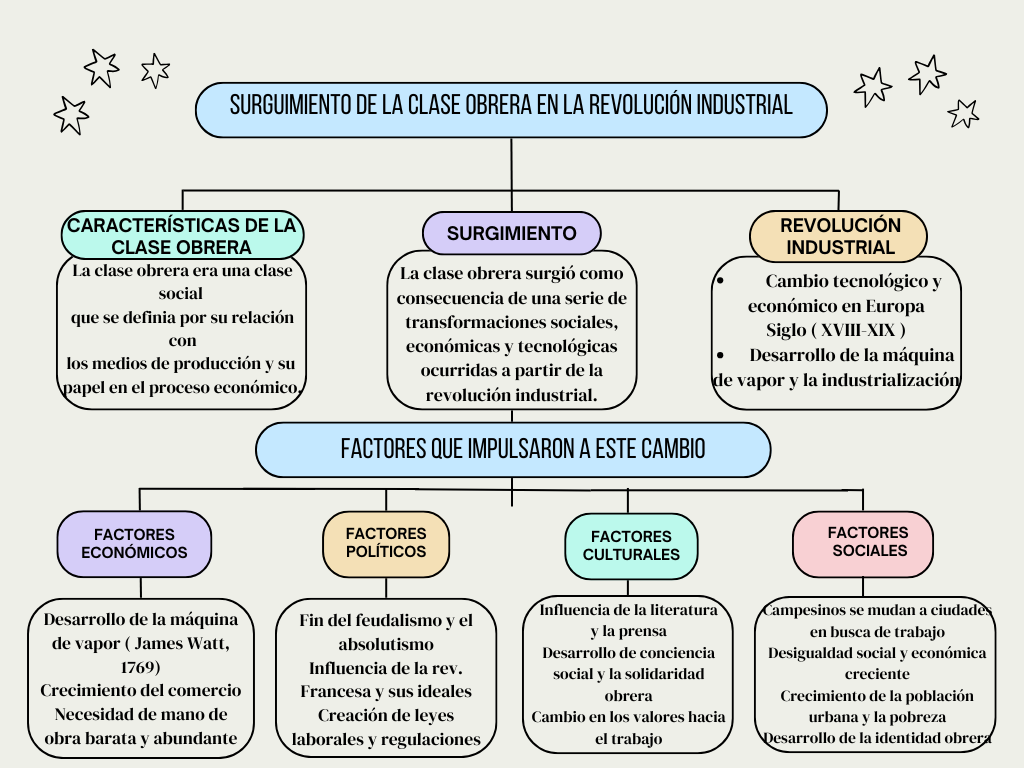 SURGUIMIENTO DE LA CLASE OBRERA EN LA REVOLUCIÓN INDUSTRIAL
CARACTERÍSTICAS DE LA
CLASE OBRERA
La clase obrera era una clase
social
que se definia por su relación
con
los medios de producción y su
papel en el proceso económico.
SURGIMIENTO
La clase obrera surgió como
consecuencia de una serie de
transformaciones sociales,
económicas y tecnológicas
ocurridas a partir de la
revolución industrial.
REVOLUCIÓN
INDUSTRIAL
• Cambio tecnológico y
económico en Europa
Siglo ( XVIII-XIX )
• Desarrollo de la máquina
de vapor y la industrialización
FACTORES QUE IMPULSARON A ESTE CAMBIO
FACTORES
ECONÓMICOS
Desarrollo de la máquina
de vapor ( James Watt,
1769)
Crecimiento del comercio
Necesidad de mano de
obra barata y abundante
FACTORES
POLÍTICOS
Fin del feudalismo y el
absolutismo
Influencia de la rev.
Francesa y sus ideales
Creación de leyes
laborales y regulaciones
FACTORES
CULTURALES
Influencia de la literatura
y la prensa
Desarrollo de conciencia
social y la solidaridad
obrera
Cambio en los valores hacia
el trabajo
FACTORES
SOCIALES
Campesinos se mudan a ciudades
en busca de trabajo
Desigualdad social y económica
creciente
Crecimiento de la población
urbana y la pobreza
Desarrollo de la identidad obrera